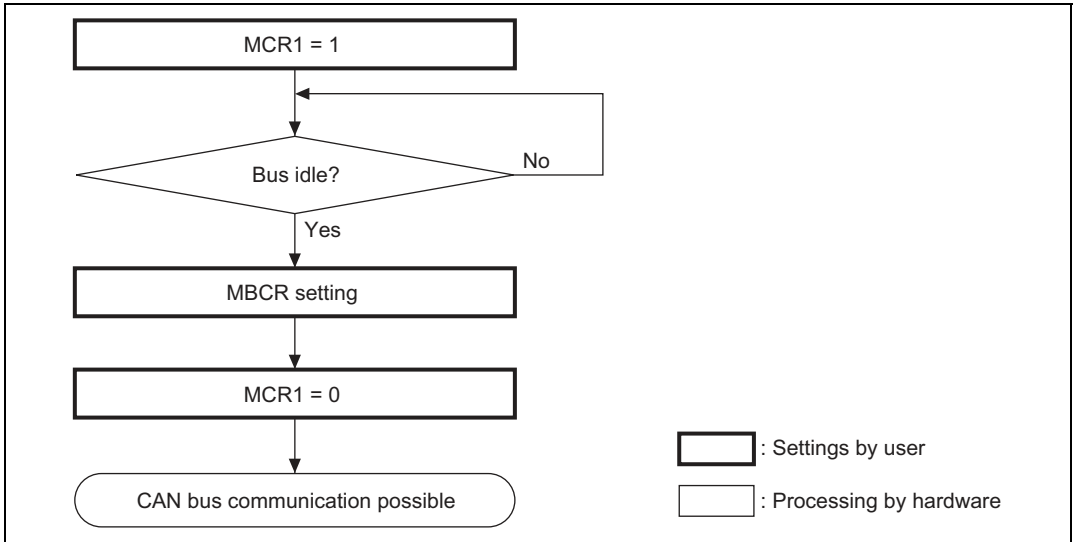 MCR1 = 1
Bus idle?
No
Yes
MBCR setting
MCR1 = 0
CAN bus communication possible
: Settings by user
: Processing by hardware